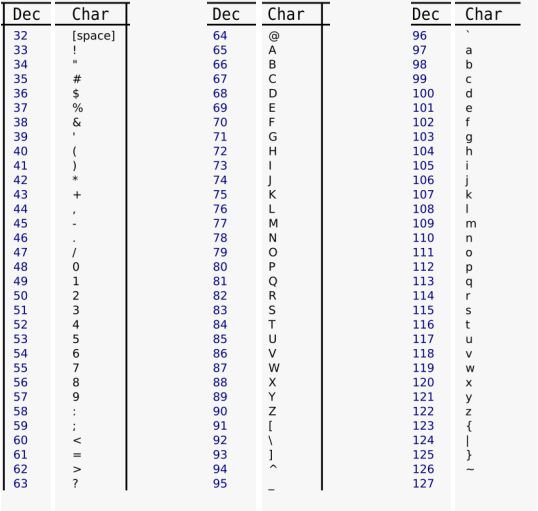 Dec Char Dec Char Dec Char
32 [space] 64 @ 96 `
33 ! 65 A 97 a
34 " 66 B 98 b
35 # 67 C 99 c
36 $ 68 D 100 d
37 % 69 E 101 e
38 & 70 F 102 f
39 ' 71 G 103 g
40 ( 72 H 104 h
41 ) 73 I 105 i
42 * 74 J 106 j
43 + 75 K 107 k
44 , 76 L 108 l
45 - 77 M 109 m
46 . 78 N 110 n
47 / 79 O 111 o
48 0 80 P 112 p
49 1 81 Q 113 q
50 2 82 R 114 r
51 3 83 S 115 s
52 4 84 T 116 t
53 5 85 U 117 u
54 6 86 V 118 v
55 7 87 W 119 w
56 8 88 X 120 x
57 9 89 Y 121 y
58 : 90 Z 122 z
59 ; 91 [ 123 {
60 < 92 \ 124 |
61 = 93 ] 125 }
62 > 94 ^ 126 ~
63 ? 95 _ 127